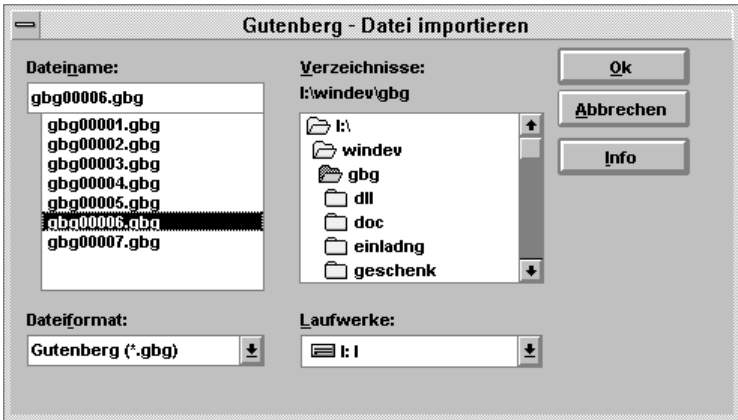 Gutenberg - Datei importieren
Dateiname:
gbg00006.gbg
gbg00001.gbg
gbg00002.gbg
gbg00003.gbg
gbg00004.gbg
gbg00005.gbg
gbg00006.gbg
gbg00007.gbg
Dateiformat:
Gutenberg (*.gbg)
Verzeichnisse:
l:\windev\gbg
l:\
windev
gbg
dll
doc
einladng
geschenk
Laufwerke:
l: l
Ok
Abbrechen
Info